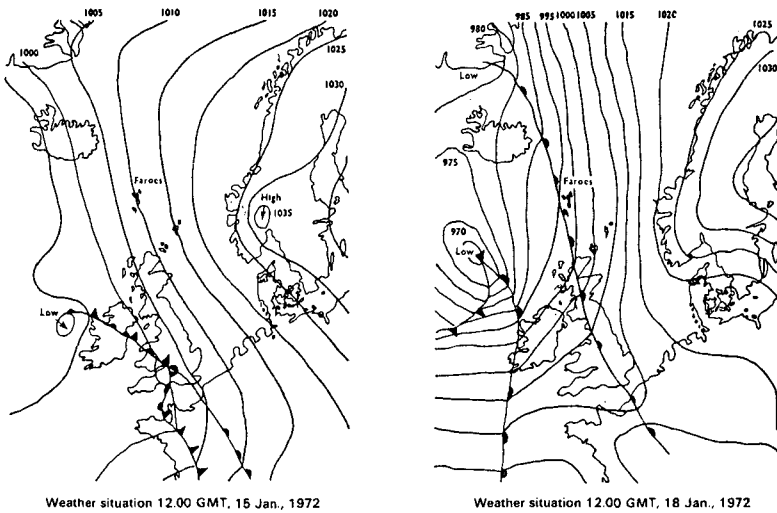 1005
1010
1015
1020
1000
1025
1030
Faroes
High
1035
Low
Weather situation 12.00 GMT, 15 Jan., 1972
980
985
995
1000
1005
1015
1020
1025
1030
Low
975
Faroes
970
Low
Weather situation 12.00 GMT, 18 Jan., 1972